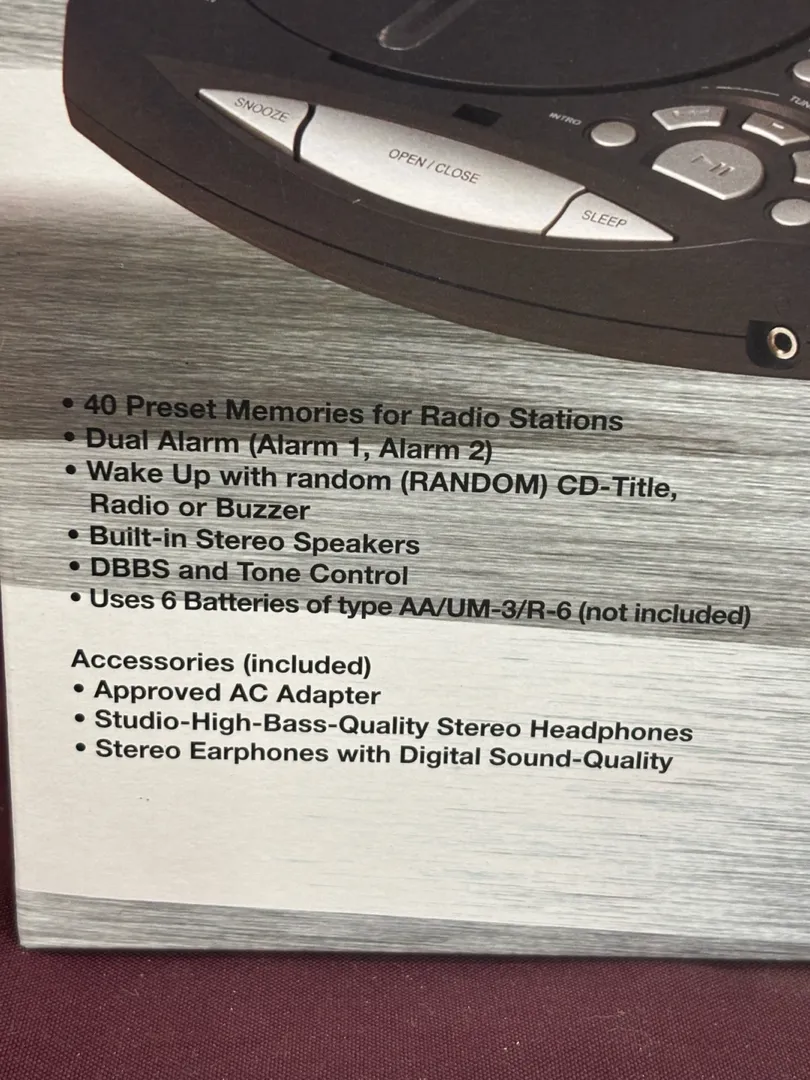 SNOOZE
OPEN / CLOSE
SLEEP
INTRO
• 40 Preset Memories for Radio Stations
• Dual Alarm (Alarm 1, Alarm 2)
• Wake Up with random (RANDOM) CD-Title,
Radio or Buzzer
• Built-in Stereo Speakers
• DBBS and Tone Control
• Uses 6 Batteries of type AA/UM-3/R-6 (not included)
Accessories (included)
• Approved AC Adapter
• Studio-High-Bass-Quality Stereo Headphones
• Stereo Earphones with Digital Sound-Quality